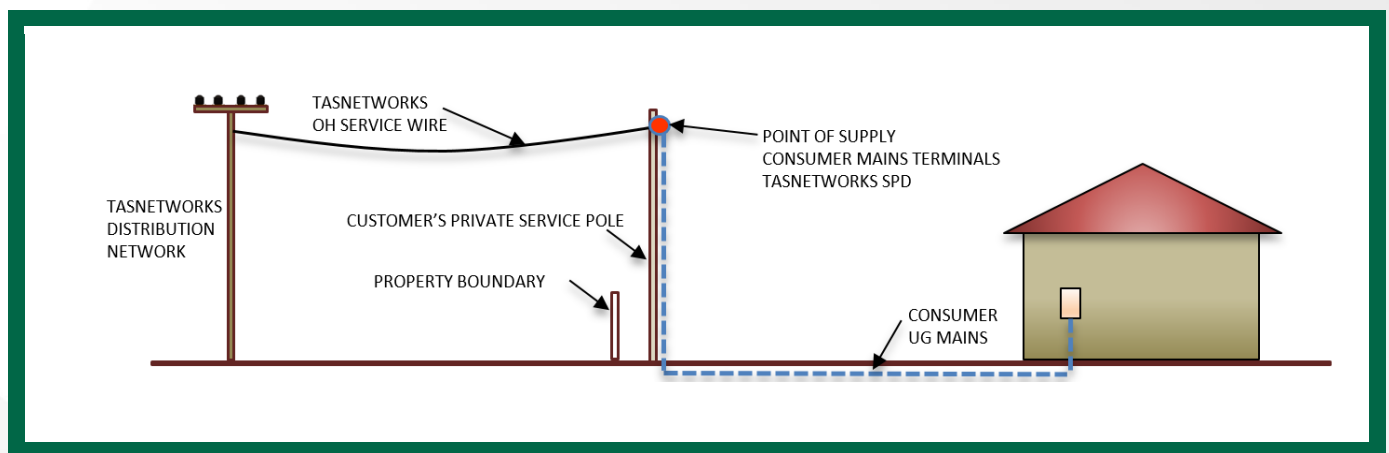 TASNETWORKS
OH SERVICE WIRE
POINT OF SUPPLY
CONSUMER MAINS TERMINALS
TASNETWORKS SPD
TASNETWORKS
DISTRIBUTION
NETWORK
CUSTOMER’S PRIVATE SERVICE POLE
PROPERTY BOUNDARY
CONSUMER
UG MAINS